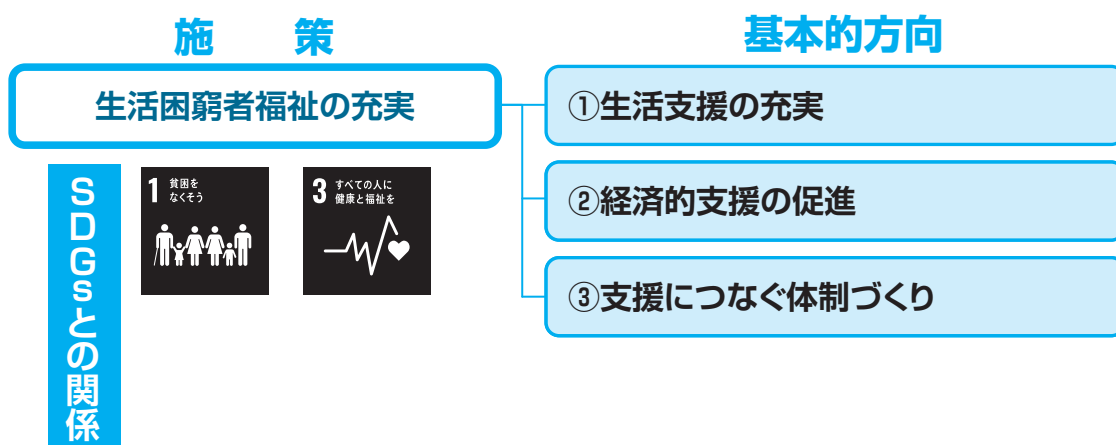 施　策
基本的方向
生活困窮者福祉の充実
①生活支援の充実
②経済的支援の促進
③支援につなぐ体制づくり
SDGsとの関係
1 貧困を
なくそう
3 すべての人に
健康と福祉を